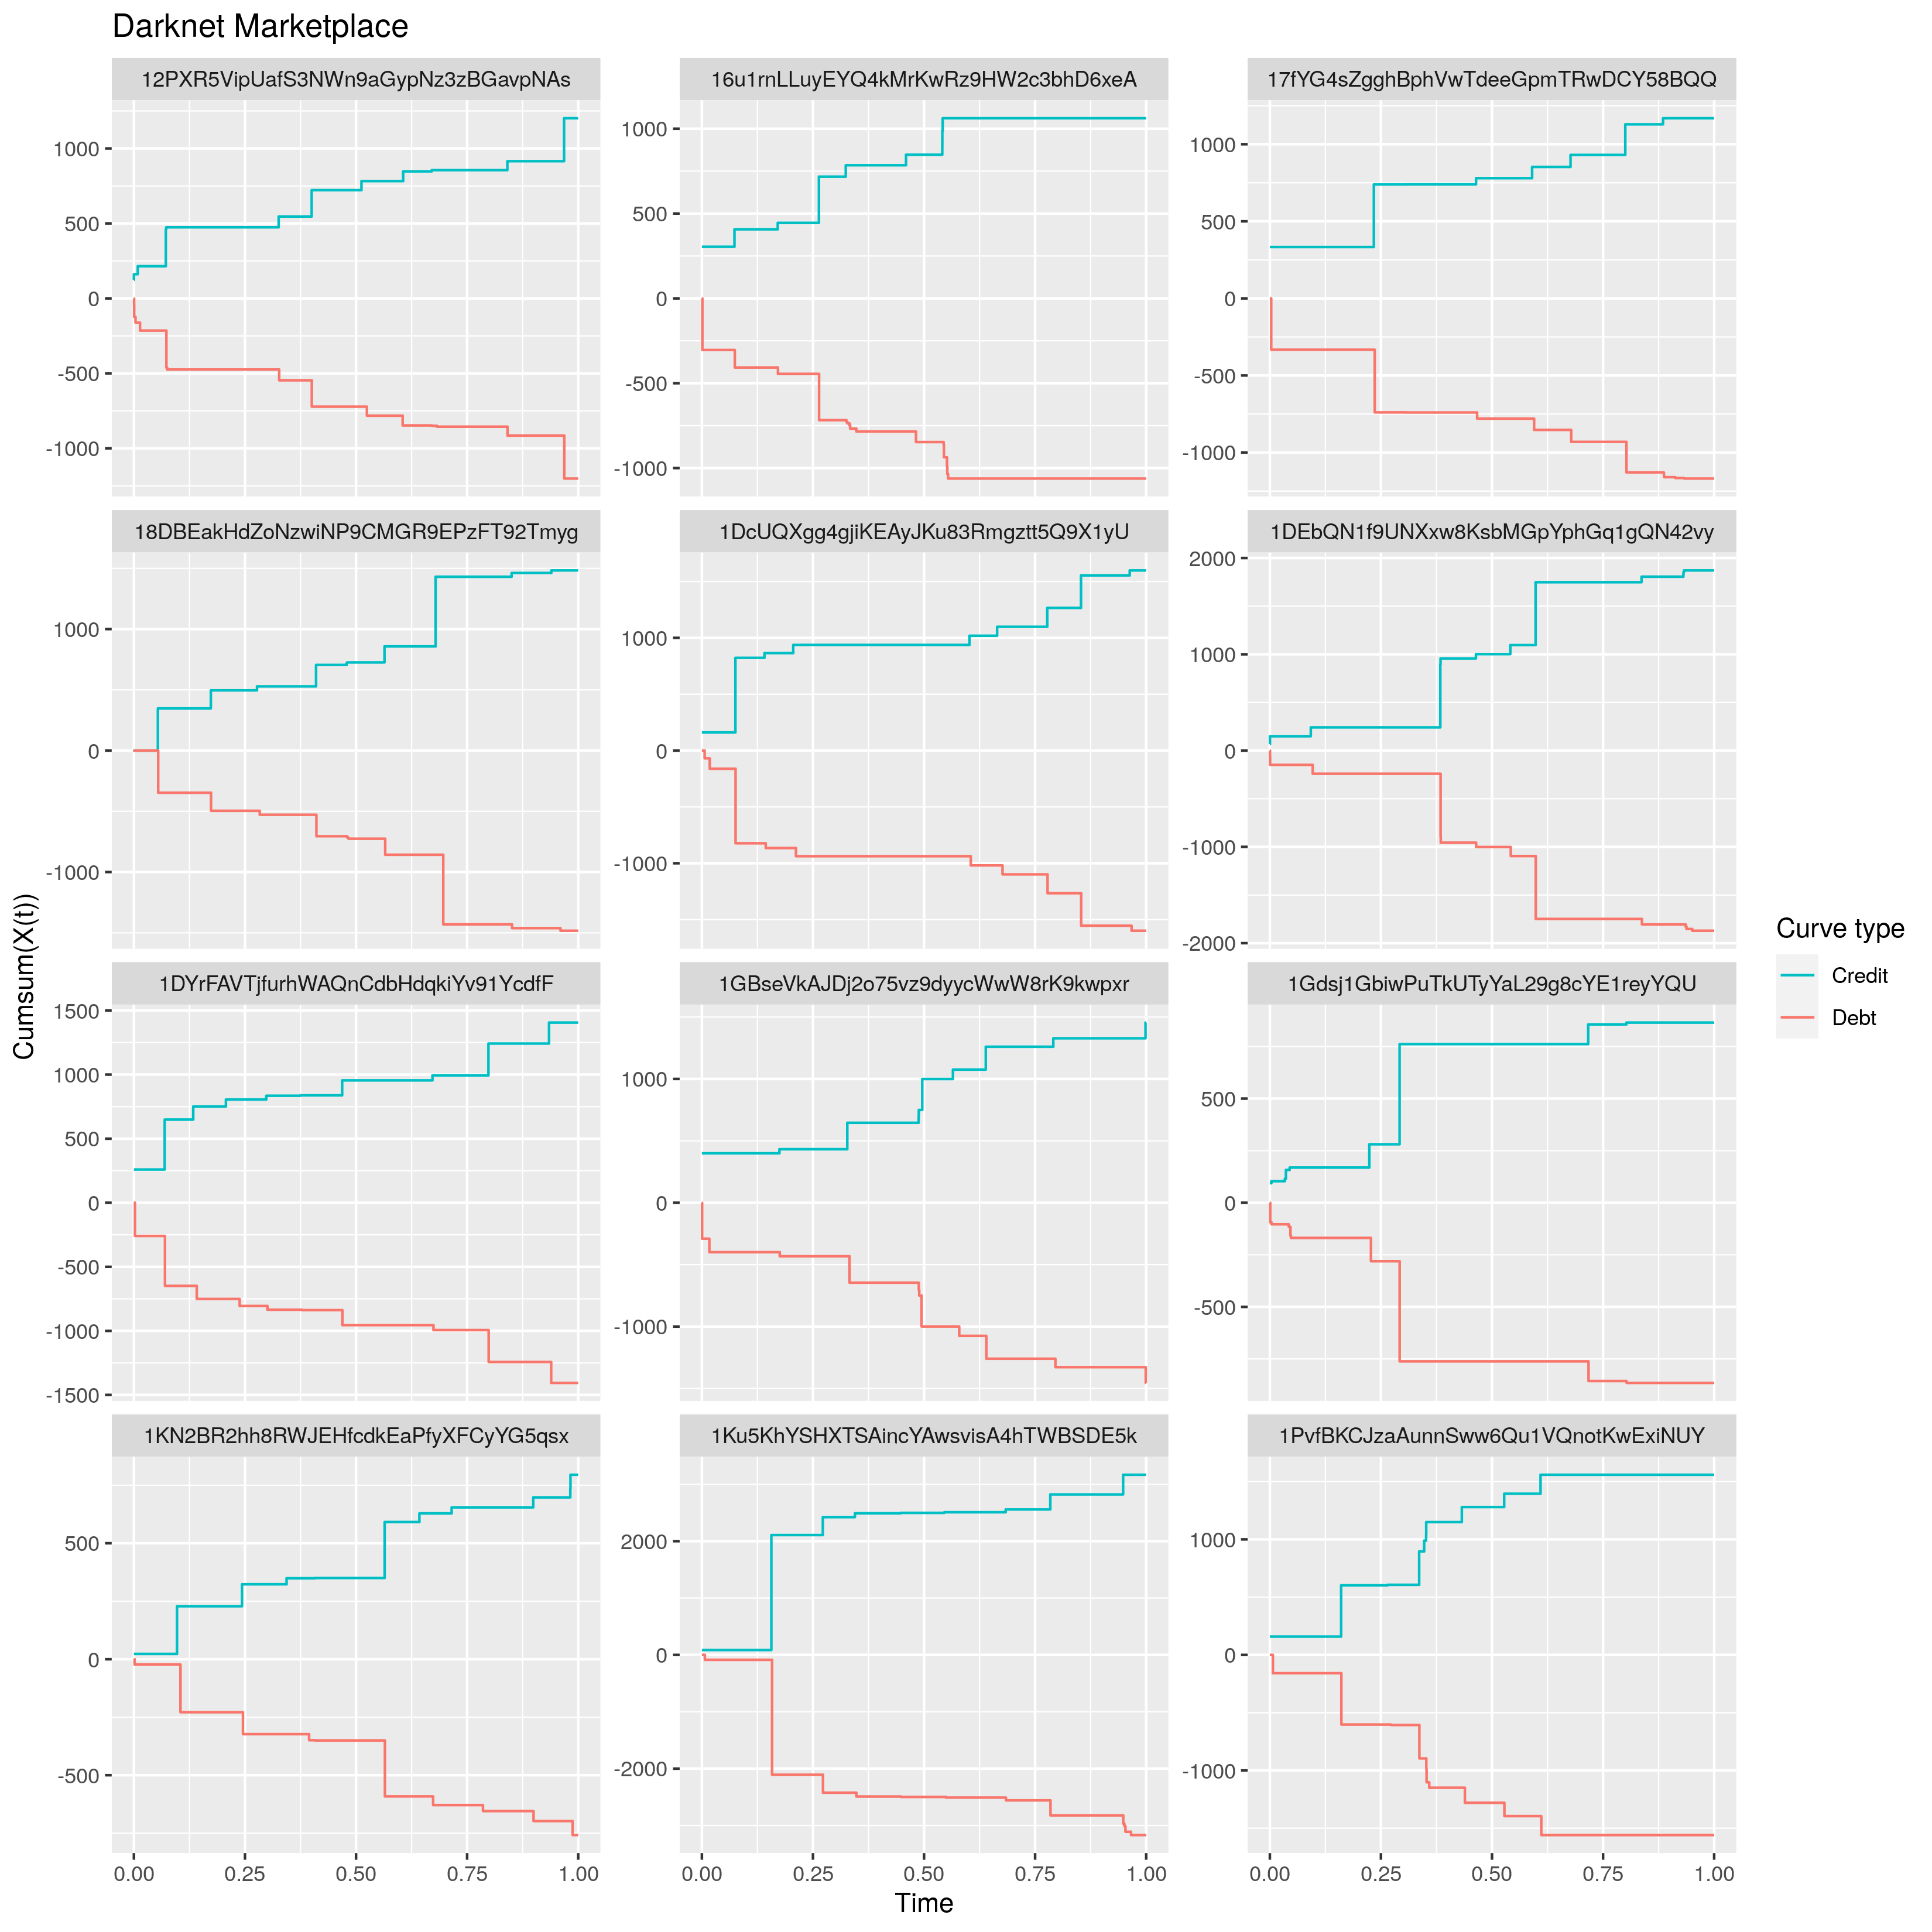 Darknet Marketplace
12PXR5VipUafS3NWn9aGypNz3zBGavpNAs
16u1rnLLuyEYQ4kMrKwRz9HW2c3bhD6xeA
17fYG4sZgghBphVwTdeeGpmTRwDCY58BQQ
1000
500
0
-500
-1000
1000
500
0
-500
-1000
1000
500
0
-500
-1000
18DBEakHdZoNzwiNP9CMGR9EPzFT92Tmyg
1DcUQXgg4gjiKEAyJKu83Rmgztt5Q9X1yU
1DEbQN1f9UNXxw8KsbMGpYphGq1gQN42vy
1000
0
-1000
1000
0
-1000
2000
1000
0
-1000
-2000
Cumsum(X(t))
Curve type
Credit
Debt
1DYrFAVTjfurhWAQnCdbHdqkiYv91YcdfF
1GBseVkAJDj2o75vz9dyycWwW8rK9kwpxr
1Gdsj1GbiwPuTkUTyYaL29g8cYE1reyYQU
1500
1000
500
0
-500
-1000
-1500
1000
0
-1000
500
0
-500
1KN2BR2hh8RWJEHfcdkEaPfyXFCyYG5qsx
1Ku5KhYSHXTSAincYAwsvisA4hTWBSDE5k
1PvfBKCJzaAunnSww6Qu1VQnotKwExiNUY
500
0
-500
2000
0
-2000
1000
0
-1000
0.00 0.25 0.50 0.75 1.00
0.00 0.25 0.50 0.75 1.00
0.00 0.25 0.50 0.75 1.00
Time